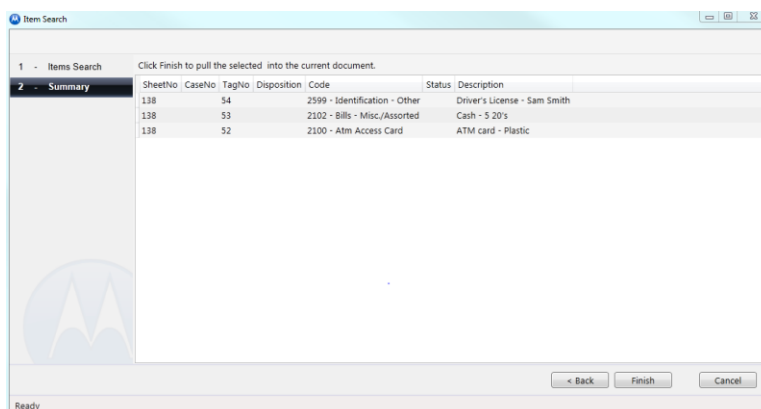 Item Search
1 - Items Search
2 - Summary
Click Finish to pull the selected into the current document.
SheetNo CaseNo TagNo Disposition Code Status Description
138 54 2599 - Identification - Other Driver's License - Sam Smith
138 53 2102 - Bills - Misc./Assorted Cash - 5 20's
138 52 2100 - Atm Access Card ATM card - Plastic
< Back Finish Cancel
Ready